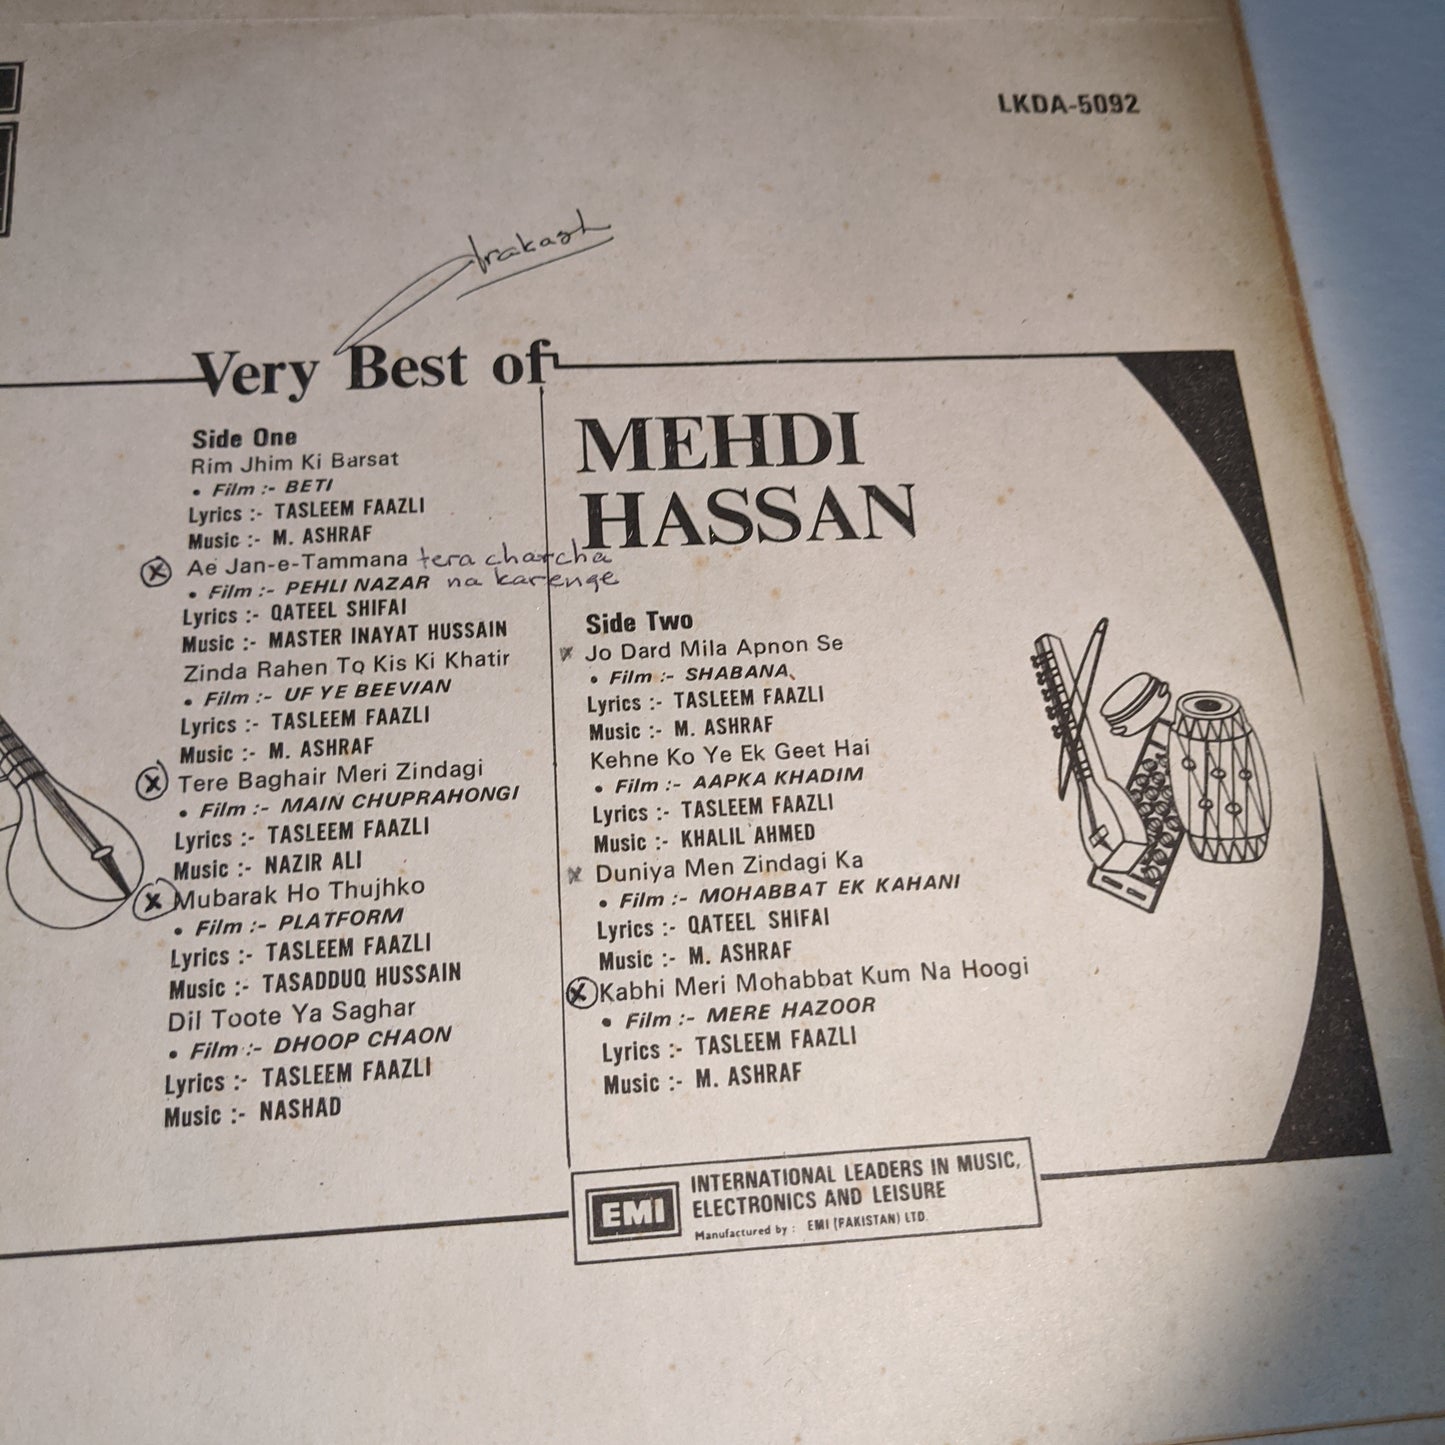 LKDA-5092
Prakash
Very Best of
MEHDI
HASSAN
Side One
Rim Jhim Ki Barsat
• Film :- BETI
Lyrics :- TASLEEM FAAZLI
Music :- M. ASHRAF
Ae Jan-e-Tammana tera charcha
• Film :- PEHLI NAZAR na karenge
Lyrics :- QATEEL SHIFAI
Music :- MASTER INAYAT HUSSAIN
Zinda Rahen To Kis Ki Khatir
• Film :- UF YE BEEVIAN
Lyrics :- TASLEEM FAAZLI
Music :- M. ASHRAF
Tere Baghair Meri Zindagi
• Film :- MAIN CHUPRAHONGI
Lyrics :- TASLEEM FAAZLI
Music :- NAZIR ALI
Mubarak Ho Thujhko
• Film :- PLATFORM
Lyrics :- TASLEEM FAAZLI
Music :- TASADDUQ HUSSAIN
Dil Toote Ya Saghar
• Film :- DHOOP CHAON
Lyrics :- TASLEEM FAAZLI
Music :- NASHAD
Side Two
Jo Dard Mila Apnon Se
• Film :- SHABANA
Lyrics :- TASLEEM FAAZLI
Music :- M. ASHRAF
Kehne Ko Ye Ek Geet Hai
• Film :- AAPKA KHADIM
Lyrics :- TASLEEM FAAZLI
Music :- KHALIL AHMED
Duniya Men Zindagi Ka
• Film :- MOHABBAT EK KAHANI
Lyrics :- QATEEL SHIFAI
Music :- M. ASHRAF
Kabhi Meri Mohabbat Kum Na Hoogi
• Film :- MERE HAZOOR
Lyrics :- TASLEEM FAAZLI
Music :- M. ASHRAF
EMI
INTERNATIONAL LEADERS IN MUSIC,
ELECTRONICS AND LEISURE
Manufactured by : EMI (PAKISTAN) LTD.